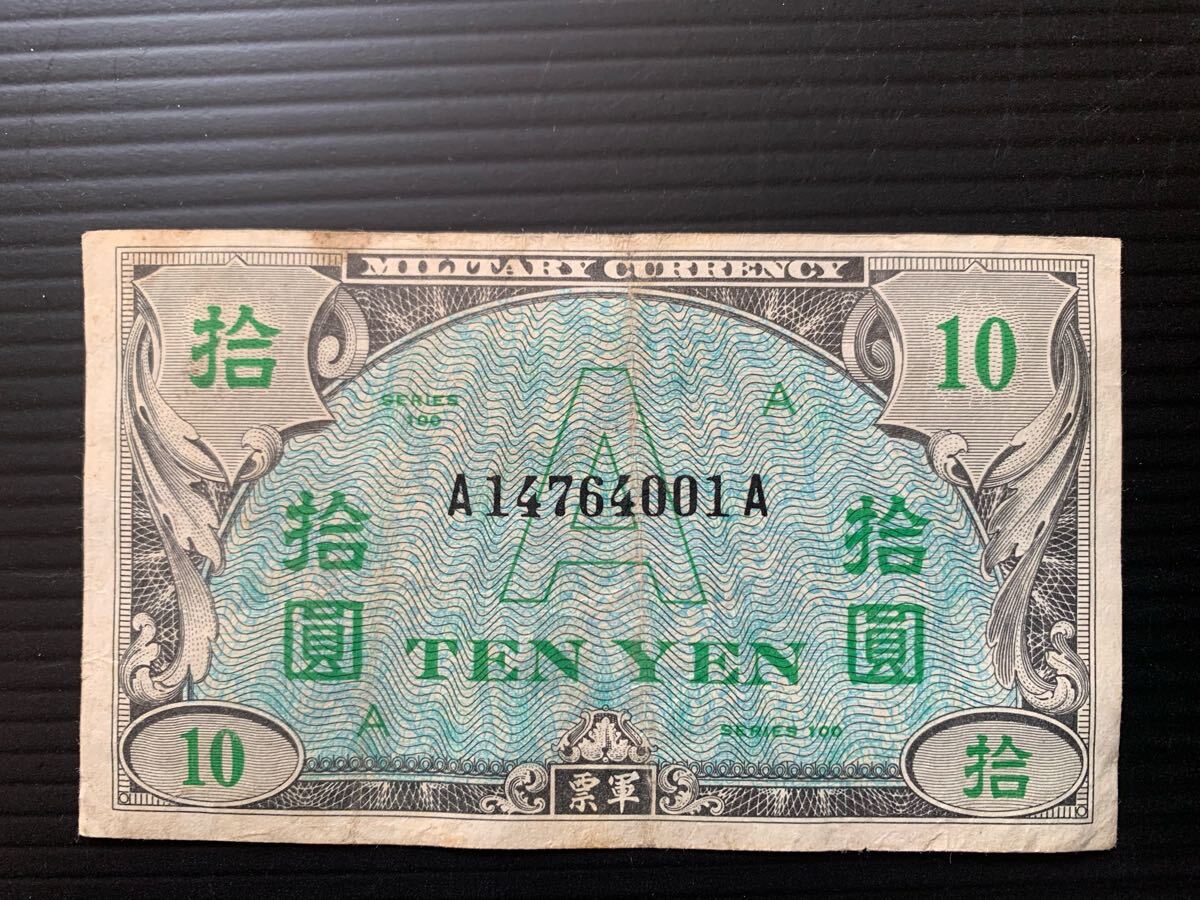 MILITARY CURRENCY
拾
10
SERIES
100
A
A
A14764001A
拾
圓
拾
圓
TEN YEN
A
SERIES 100
10
票軍
拾